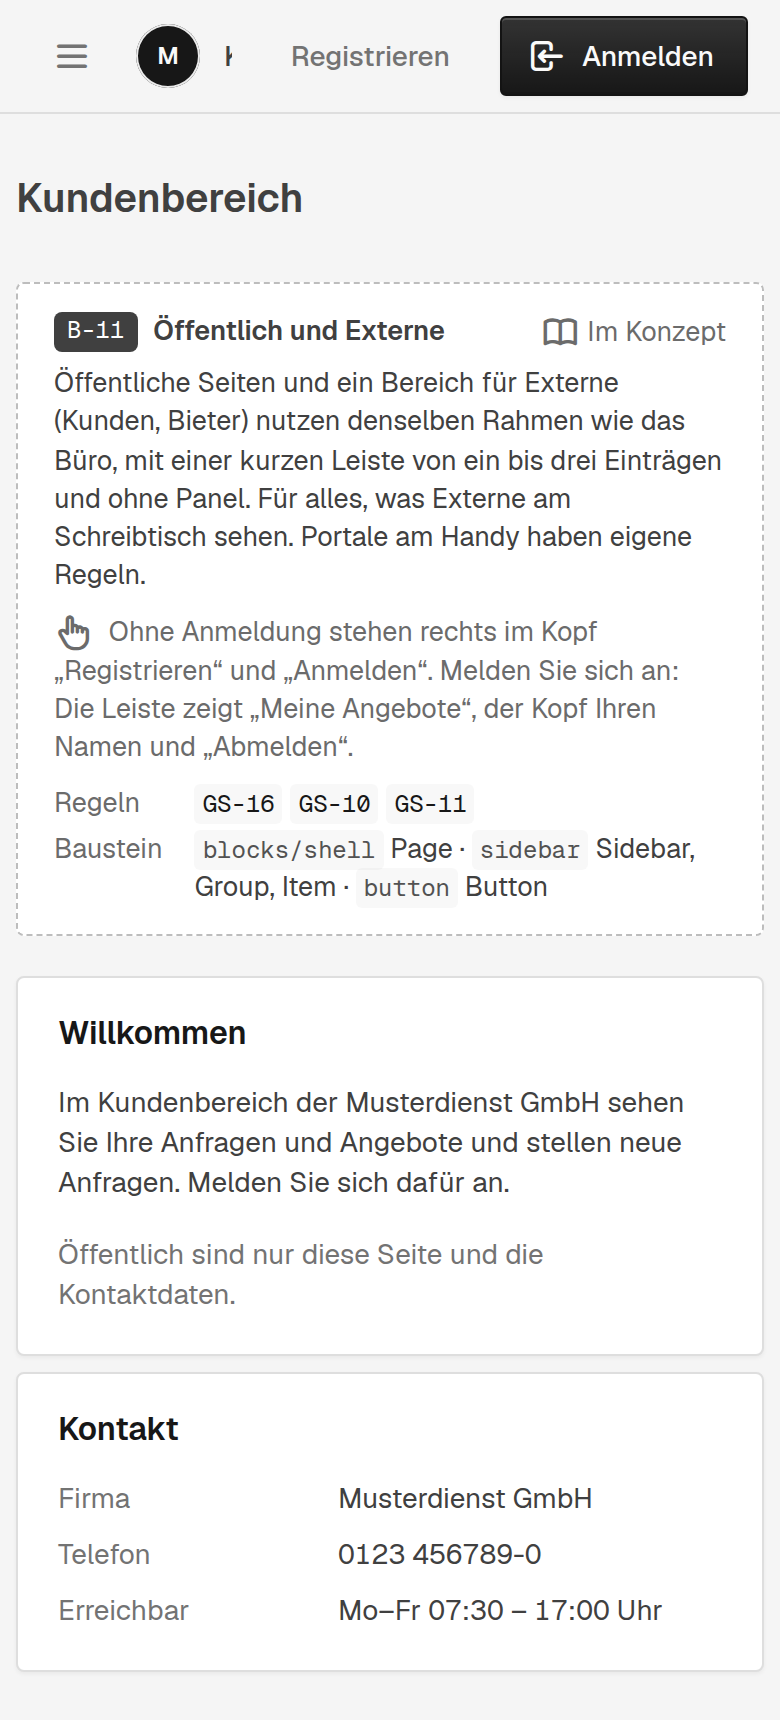 M
Registrieren
Anmelden
Kundenbereich
B-11 Öffentlich und Externe
Im Konzept
Öffentliche Seiten und ein Bereich für Externe
(Kunden, Bieter) nutzen denselben Rahmen wie das
Büro, mit einer kurzen Leiste von ein bis drei Einträgen
und ohne Panel. Für alles, was Externe am
Schreibtisch sehen. Portale am Handy haben eigene
Regeln.
Ohne Anmeldung stehen rechts im Kopf
„Registrieren“ und „Anmelden“. Melden Sie sich an:
Die Leiste zeigt „Meine Angebote“, der Kopf Ihren
Namen und „Abmelden“.
Regeln GS-16 GS-10 GS-11
Baustein blocks/shell Page · sidebar Sidebar,
Group, Item · button Button
Willkommen
Im Kundenbereich der Musterdienst GmbH sehen
Sie Ihre Anfragen und Angebote und stellen neue
Anfragen. Melden Sie sich dafür an.
Öffentlich sind nur diese Seite und die
Kontaktdaten.
Kontakt
Firma Musterdienst GmbH
Telefon 0123 456789-0
Erreichbar Mo–Fr 07:30 – 17:00 Uhr